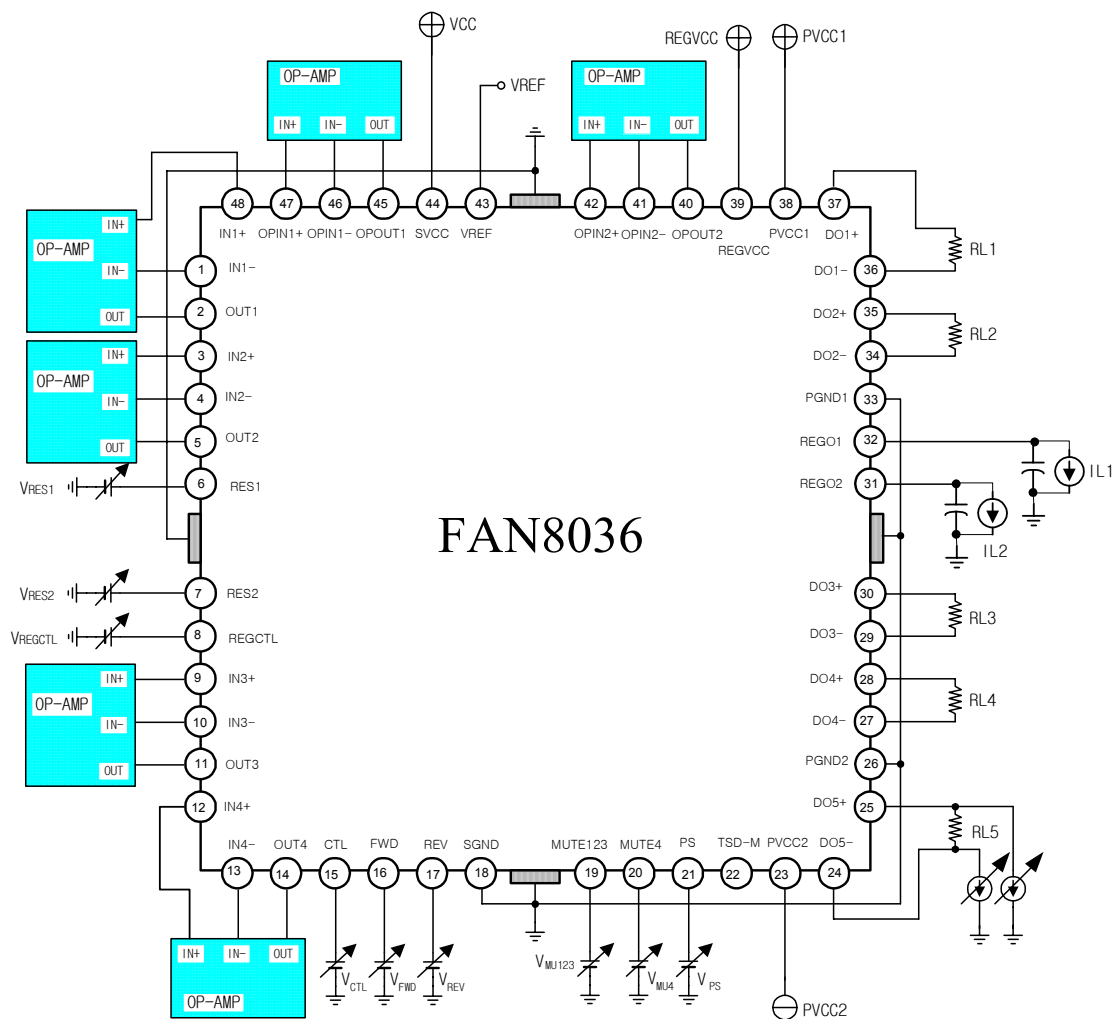 VCC
REGVCC
PVCC1
OP-AMP
IN+ IN- OUT
VREF
OP-AMP
IN+ IN- OUT
48 47 46 45 44 43 42 41 40 39 38 37
IN1+ OPIN1+ OPIN1- OPOUT1 SVCC VREF OPIN2+ OPIN2- OPOUT2 REGVCC PVCC1 DO1+
OP-AMP
IN+
IN-
OUT
1 IN1-
2 OUT1
OP-AMP
IN+
IN-
OUT
3 IN2+
4 IN2-
5 OUT2
VRES1 6 RES1
VRES2 7 RES2
VREGCTL 8 REGCTL
OP-AMP
IN+
IN-
OUT
9 IN3+
10 IN3-
11 OUT3
12 IN4+
FAN8036
DO1- 36 RL1
DO2+ 35
RL2
DO2- 34
PGND1 33
REGO1 32
IL1
REGO2 31
IL2
DO3+ 30
RL3
DO3- 29
DO4+ 28
RL4
DO4- 27
PGND2 26
DO5+ 25
RL5
IN4- OUT4 CTL FWD REV SGND MUTE123 MUTE4 PS TSD-M PVCC2 DO5-
13 14 15 16 17 18 19 20 21 22 23 24
IN+ IN- OUT
OP-AMP
VCTL VFWD VREV VMU123 VMU4 VPS
PVCC2